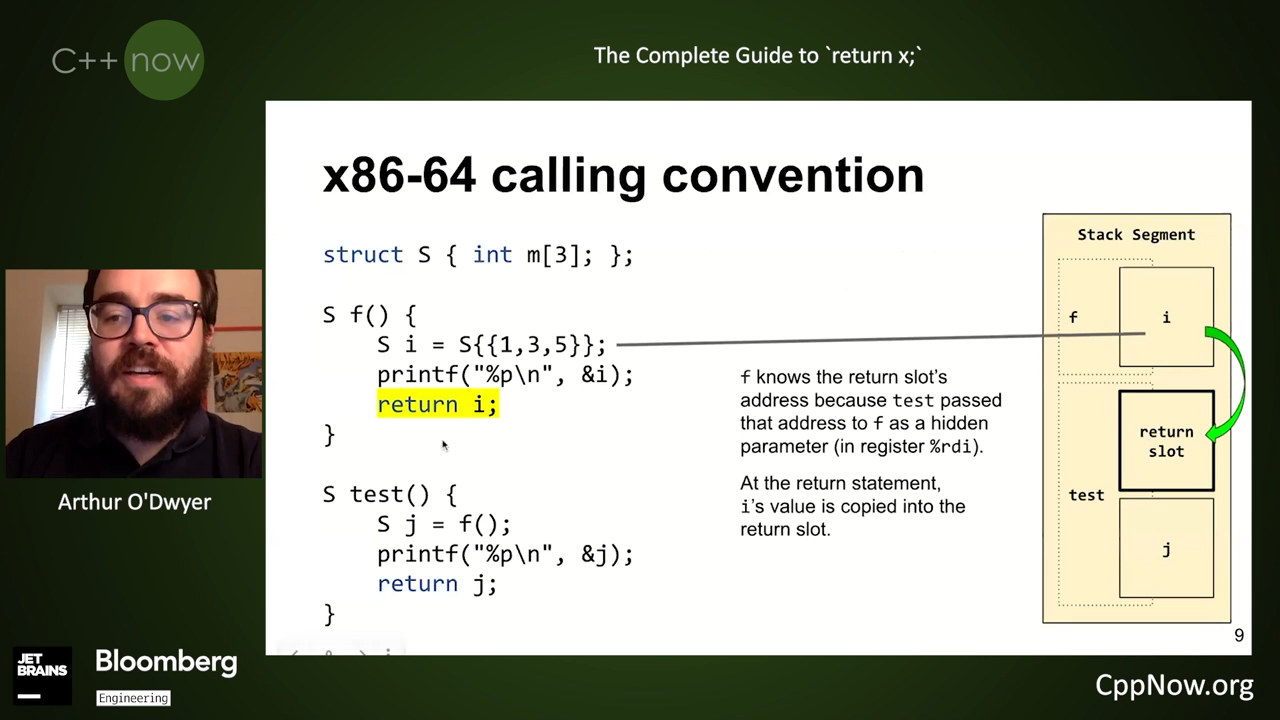 C++ now
The Complete Guide to `return x;`
x86-64 calling convention
struct S { int m[3]; };
S f() {
    S i = S{{1,3,5}};
    printf("%p\n", &i);
    return i;
}
S test() {
    S j = f();
    printf("%p\n", &j);
    return j;
}
f knows the return slot's
address because test passed
that address to f as a hidden
parameter (in register %rdi).
At the return statement,
i's value is copied into the
return slot.
Stack Segment
f
i
return
slot
test
j
9
Arthur O'Dwyer
JET
BRAINS
Bloomberg
Engineering
CppNow.org